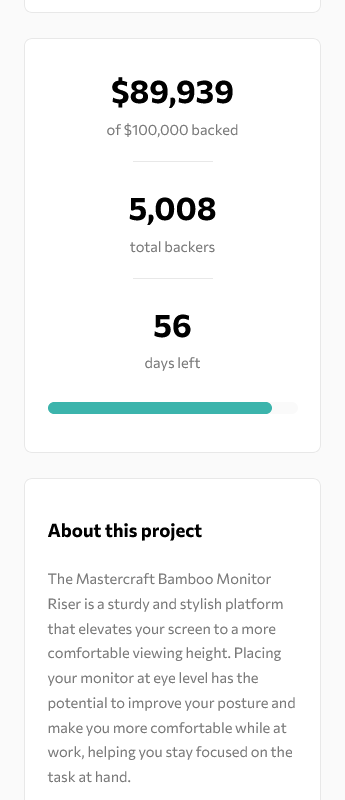 $89,939
of $100,000 backed
5,008
total backers
56
days left
About this project
The Mastercraft Bamboo Monitor
Riser is a sturdy and stylish platform
that elevates your screen to a more
comfortable viewing height. Placing
your monitor at eye level has the
potential to improve your posture and
make you more comfortable while at
work, helping you stay focused on the
task at hand.